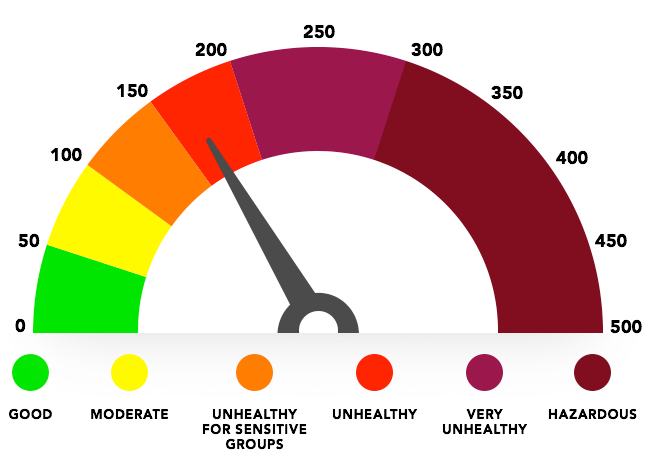 0
50
100
150
200
250
300
350
400
450
500
GOOD
MODERATE
UNHEALTHY
FOR SENSITIVE
GROUPS
UNHEALTHY
VERY
UNHEALTHY
HAZARDOUS